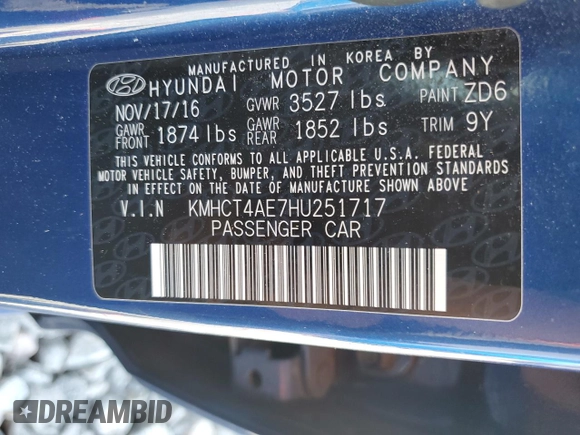 MANUFACTURED IN KOREA BY
HYUNDAI MOTOR COMPANY
NOV/17/16 GVWR 3527 lbs PAINT ZD6
GAWR FRONT 1874 lbs GAWR REAR 1852 lbs TRIM 9Y
THIS VEHICLE CONFORMS TO ALL APPLICABLE U.S.A. FEDERAL
MOTOR VEHICLE SAFETY, BUMPER, AND THEFT PREVENTION STANDARDS
IN EFFECT ON THE DATE OF MANUFACTURE SHOWN ABOVE
V.I.N KMHCT4AE7HU251717
PASSENGER CAR
DREAMBID